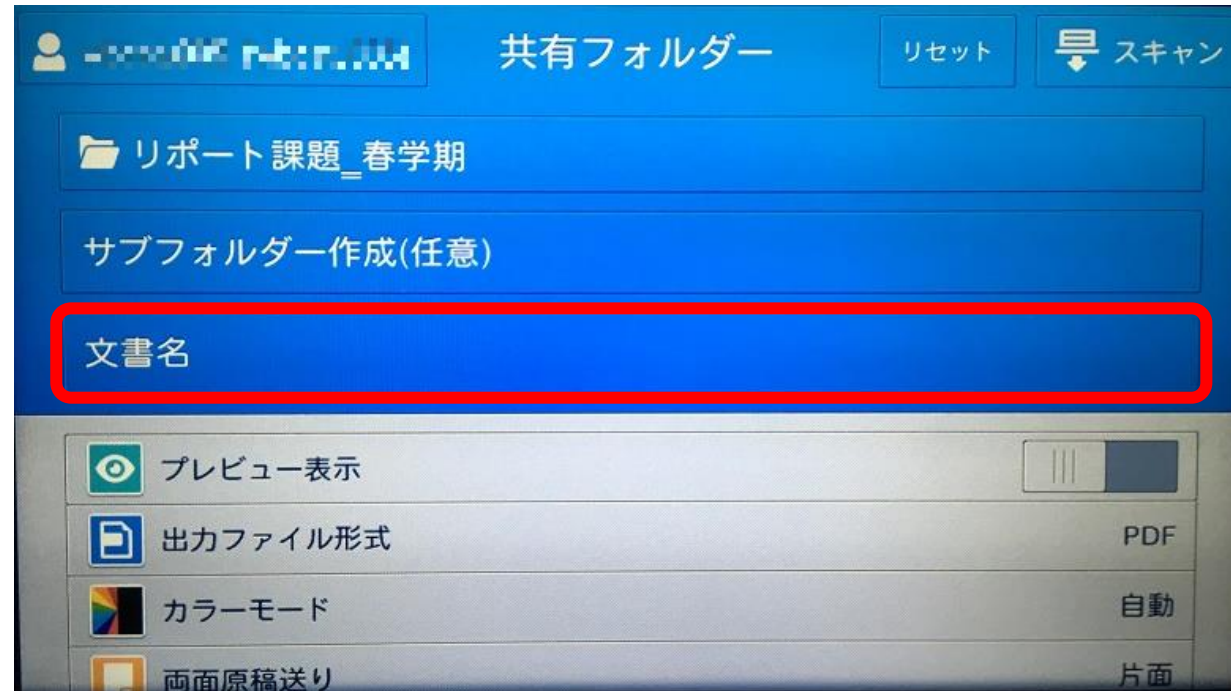 共有フォルダー
リセット
スキャン
リポート課題_春学期
サブフォルダー作成(任意)
文書名
プレビュー表示
出力ファイル形式 PDF
カラーモード 自動
両面原稿送り 片面